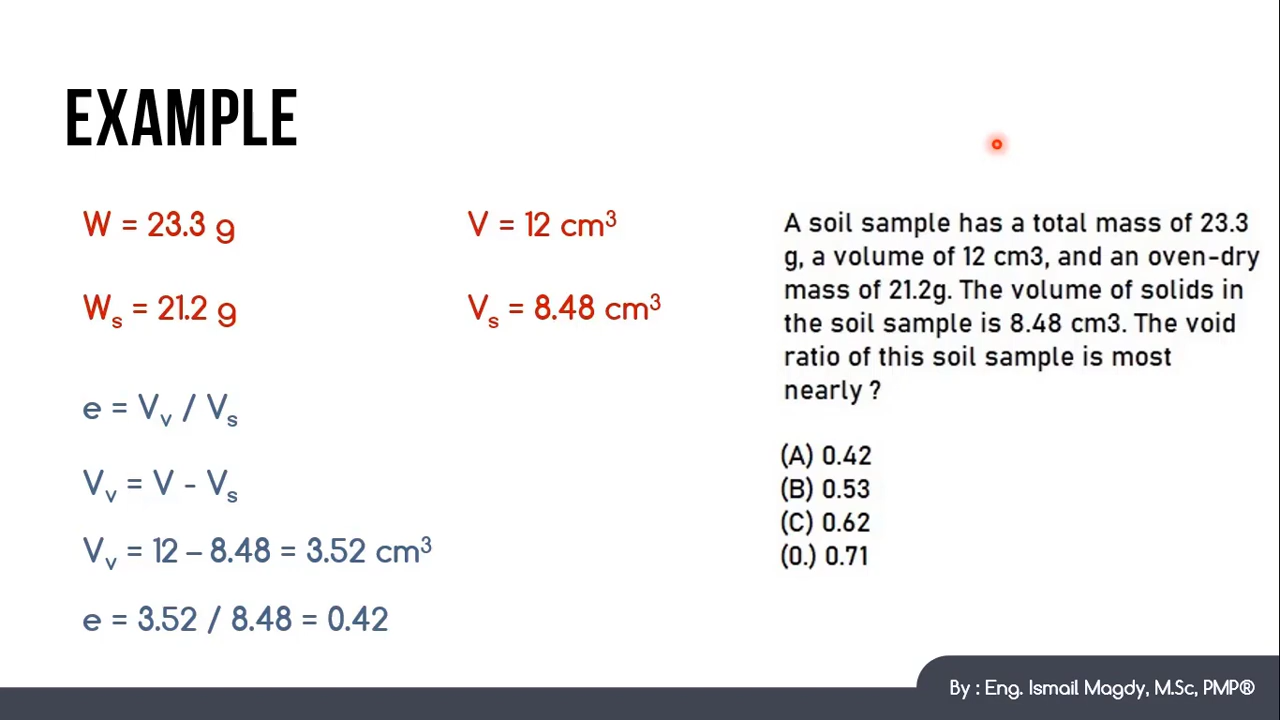 EXAMPLE
W = 23.3 g
V = 12 cm³
Wₛ = 21.2 g
Vₛ = 8.48 cm³
e = Vᵥ / Vₛ
Vᵥ = V - Vₛ
Vᵥ = 12 – 8.48 = 3.52 cm³
e = 3.52 / 8.48 = 0.42
A soil sample has a total mass of 23.3
g, a volume of 12 cm3, and an oven-dry
mass of 21.2g. The volume of solids in
the soil sample is 8.48 cm3. The void
ratio of this soil sample is most
nearly ?
(A) 0.42
(B) 0.53
(C) 0.62
(0.) 0.71
By : Eng. Ismail Magdy, M.Sc, PMP®